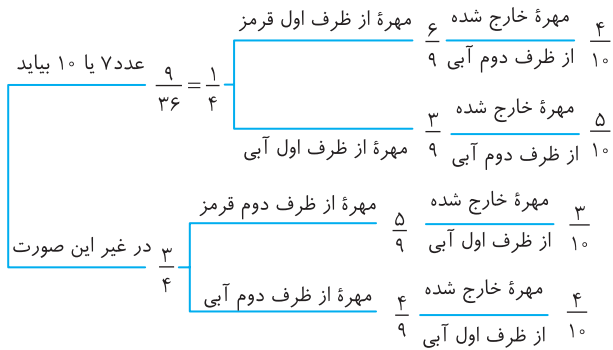 مهرهٔ از ظرف اول قرمز ۶/۹ مهرهٔ خارج شده ۴/۱۰
از ظرف دوم آبی
عدد ۷ یا ۱۰ بیاید ۹/۳۶ = ۱/۴
مهرهٔ از ظرف اول آبی ۳/۹ مهرهٔ خارج شده ۵/۱۰
از ظرف دوم آبی
مهرهٔ از ظرف دوم قرمز ۵/۹ مهرهٔ خارج شده ۳/۱۰
از ظرف اول آبی
در غیر این صورت ۳/۴
مهرهٔ از ظرف دوم آبی ۴/۹ مهرهٔ خارج شده ۴/۱۰
از ظرف اول آبی